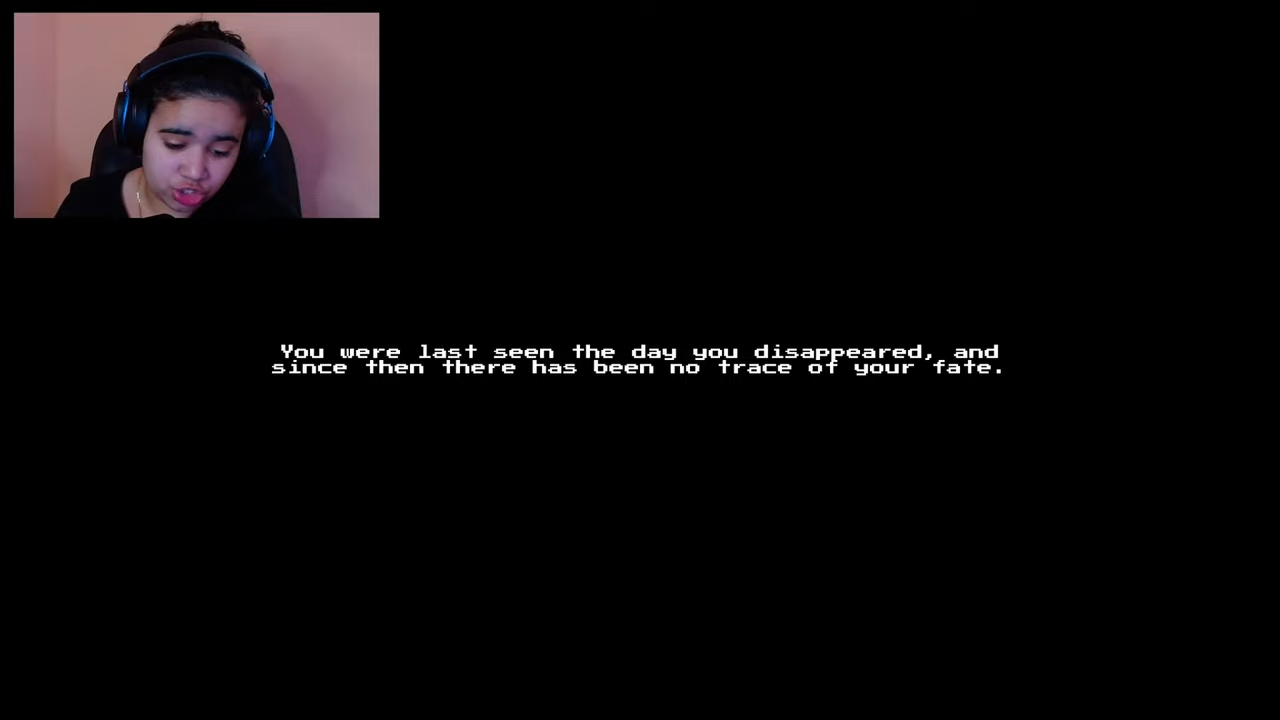 You were last seen the day you disappeared, and
since then there has been no trace of your fate.